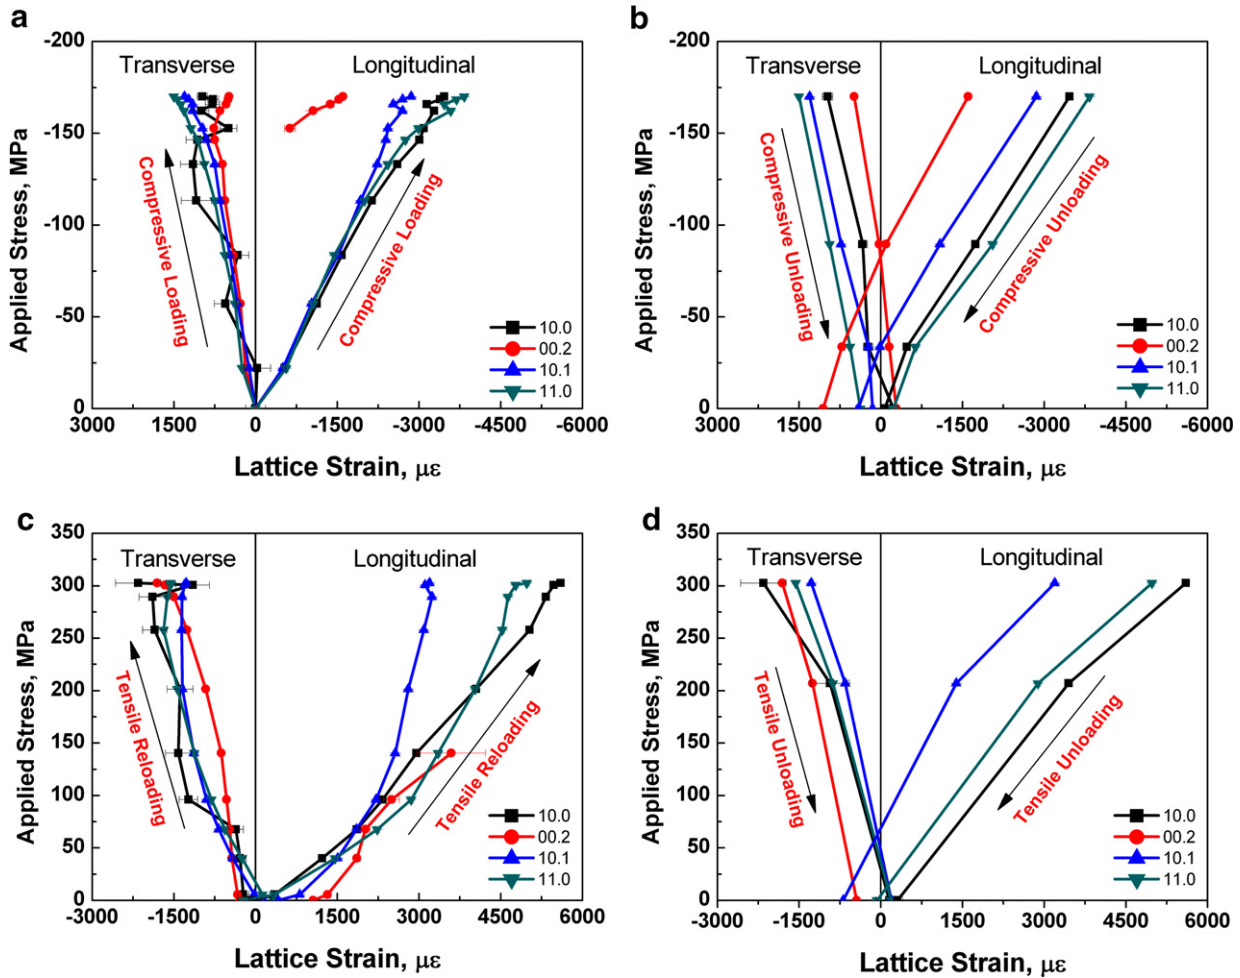 a
-200
-150
-100
-50
0
Applied Stress, MPa
Transverse
Longitudinal
Compressive Loading
Compressive Loading
10.0
00.2
10.1
11.0
3000 1500 0 -1500 -3000 -4500 -6000
Lattice Strain, με
b
-200
-150
-100
-50
0
Applied Stress, MPa
Transverse
Longitudinal
Compressive Unloading
Compressive Unloading
10.0
00.2
10.1
11.0
3000 1500 0 -1500 -3000 -4500 -6000
Lattice Strain, με
c
350
300
250
200
150
100
50
0
Applied Stress, MPa
Transverse
Longitudinal
Tensile Reloading
Tensile Reloading
10.0
00.2
10.1
11.0
-3000 -1500 0 1500 3000 4500 6000
Lattice Strain, με
d
350
300
250
200
150
100
50
0
Applied Stress, MPa
Transverse
Longitudinal
Tensile Unloading
Tensile Unloading
10.0
00.2
10.1
11.0
-3000 -1500 0 1500 3000 4500 6000
Lattice Strain, με